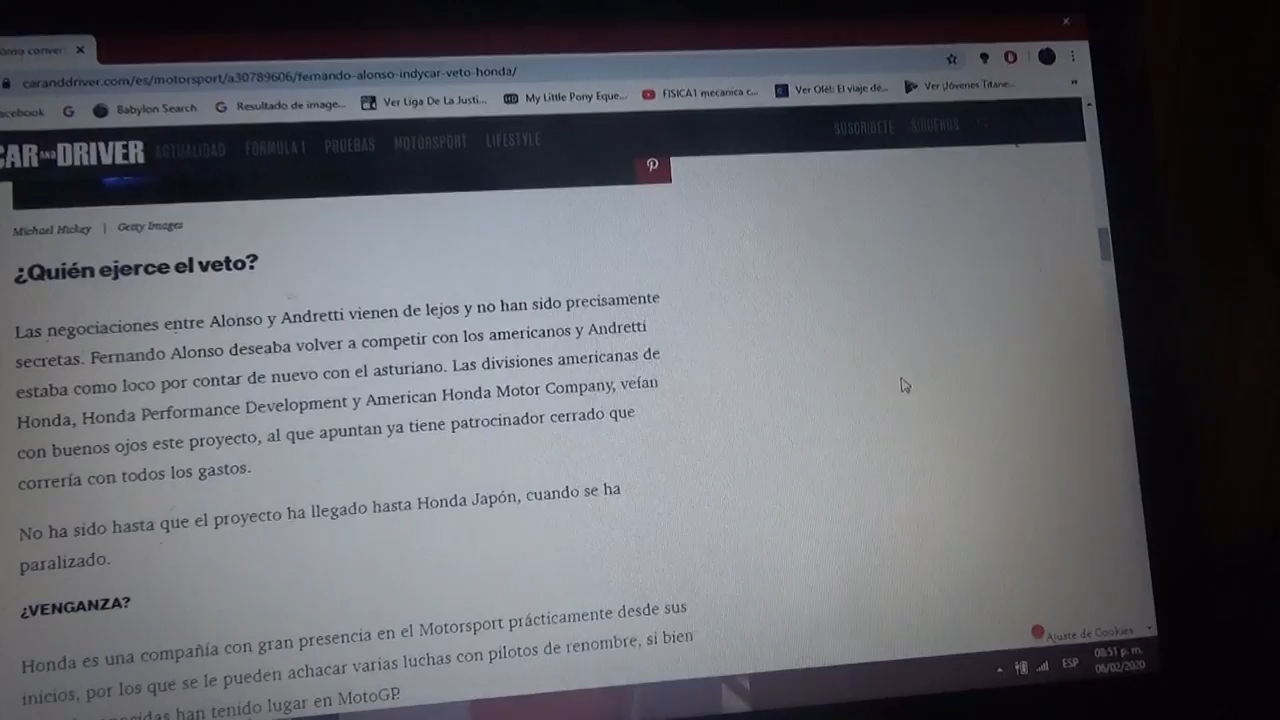 caranddriver.com/es/motorsport/a30789606/fernando-alonso-indycar-veto-honda/
acebook
G
Babylon Search
Resultado de image...
Ver Liga De La Justi...
My Little Pony Eque...
FISICA1 mecanica c...
Ver Olé!: El viaje de...
Ver Jóvenes Titane...
CAR AND DRIVER
ACTUALIDAD
FÓRMULA 1
PRUEBAS
MOTORSPORT
LIFESTYLE
SUSCRÍBETE
SÍGUENOS
Michael Hickey | Getty Images
¿Quién ejerce el veto?
Las negociaciones entre Alonso y Andretti vienen de lejos y no han sido precisamente
secretas. Fernando Alonso deseaba volver a competir con los americanos y Andretti
estaba como loco por contar de nuevo con el asturiano. Las divisiones americanas de
Honda, Honda Performance Development y American Honda Motor Company, veían
con buenos ojos este proyecto, al que apuntan ya tiene patrocinador cerrado que
correría con todos los gastos.
No ha sido hasta que el proyecto ha llegado hasta Honda Japón, cuando se ha
paralizado.
¿VENGANZA?
Honda es una compañía con gran presencia en el Motorsport prácticamente desde sus
inicios, por los que se le pueden achacar varias luchas con pilotos de renombre, si bien
han tenido lugar en MotoGP.
Ajuste de Cookies
ESP
08:51 p. m.
06/02/2020